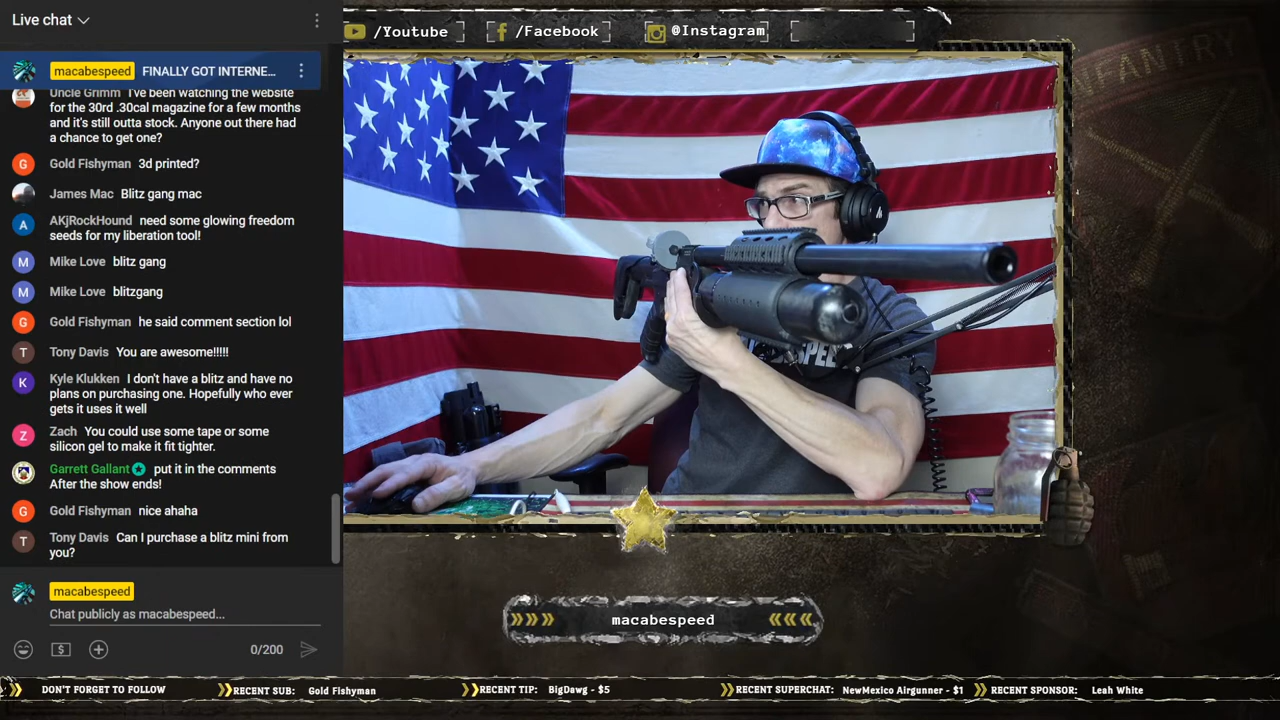 Live chat
/Youtube
/Facebook
@Instagram
macabespeed FINALLY GOT INTERNE...
Uncle Grimm I've been watching the website
for the 30rd .30cal magazine for a few months
and it's still outta stock. Anyone out there had
a chance to get one?
G Gold Fishyman 3d printed?
James Mac Blitz gang mac
A AKjRockHound need some glowing freedom
seeds for my liberation tool!
M Mike Love blitz gang
M Mike Love blitzgang
G Gold Fishyman he said comment section lol
T Tony Davis You are awesome!!!!!
K Kyle Klukken I don't have a blitz and have no
plans on purchasing one. Hopefully who ever
gets it uses it well
Z Zach You could use some tape or some
silicon gel to make it fit tighter.
Garrett Gallant put it in the comments
After the show ends!
G Gold Fishyman nice ahaha
T Tony Davis Can I purchase a blitz mini from
you?
macabespeed
Chat publicly as macabespeed...
0/200
INFANTRY
macabespeed
DON'T FORGET TO FOLLOW
RECENT SUB: Gold Fishyman
RECENT TIP: BigDawg - $5
RECENT SUPERCHAT: NewMexico Airgunner - $1
RECENT SPONSOR: Leah White